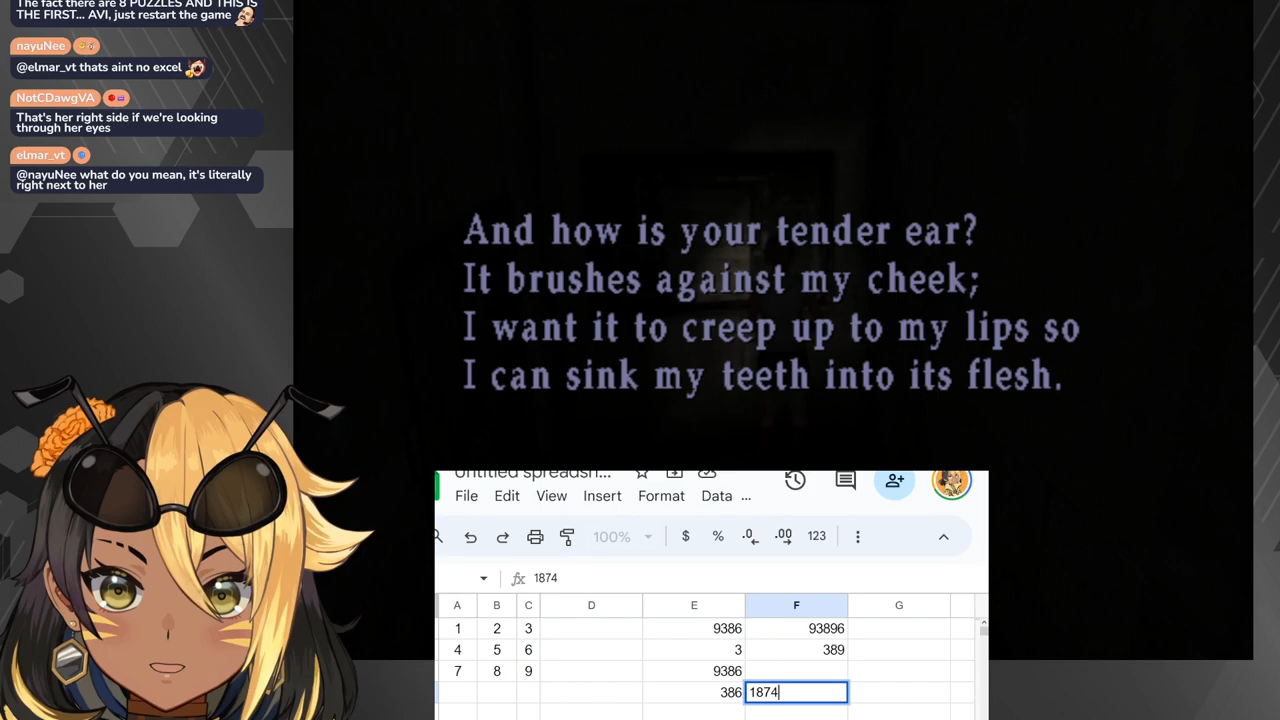 The fact there are 8 PUZZLES AND THIS IS
THE FIRST... AVI, just restart the game
nayuNee
@elmar_vt thats aint no excel
NotCDawgVA
That's her right side if we're looking
through her eyes
elmar_vt
@nayuNee what do you mean, it's literally
right next to her
And how is your tender ear?
It brushes against my cheek;
I want it to creep up to my lips so
I can sink my teeth into its flesh.
Untitled spreadsh...
File Edit View Insert Format Data ...
100% $ % .0 .00 123
fx 1874
A B C D E F G
1 2 3 9386 93896
4 5 6 3 389
7 8 9 9386
386 1874